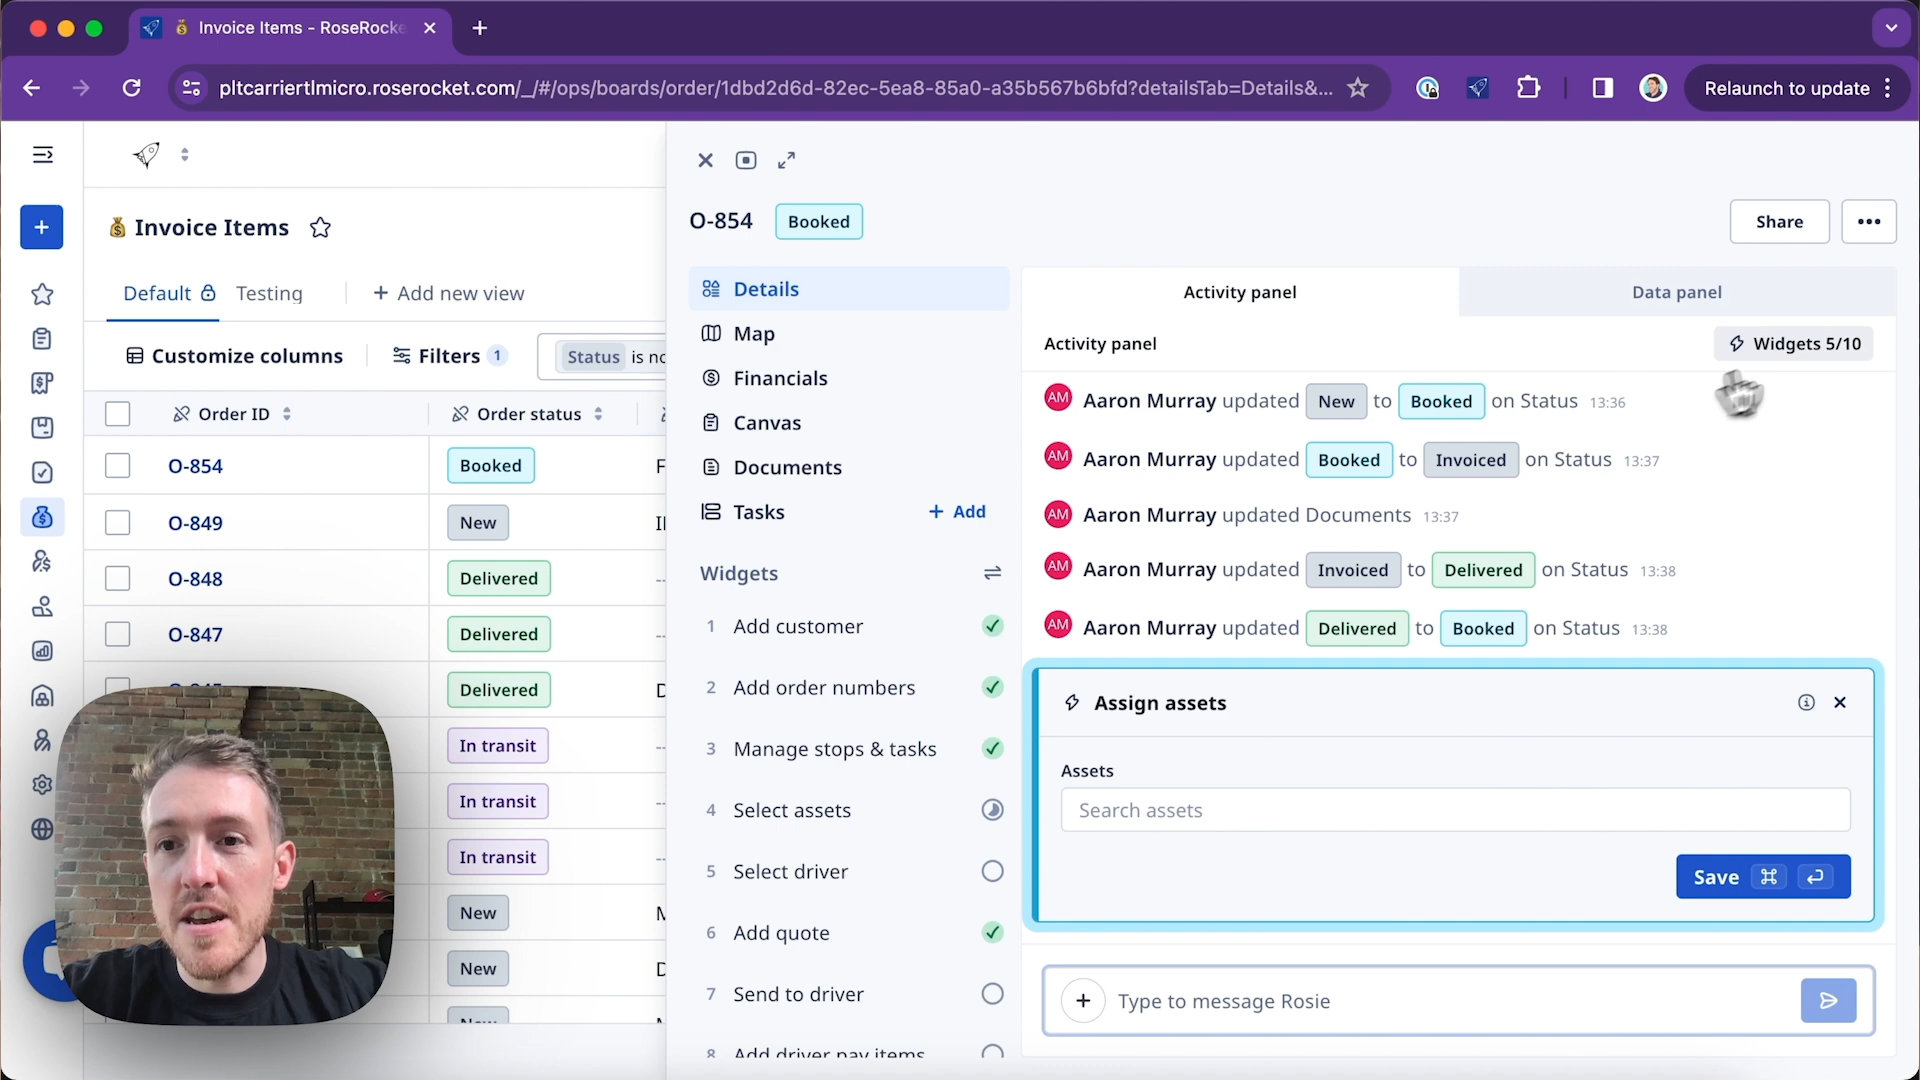 Invoice Items - RoseRocke
pltcarriertlmicro.roserocket.com/_/#/ops/boards/order/1dbd2d6d-82ec-5ea8-85a0-a35b567b6bfd?detailsTab=Details&...
Relaunch to update
Invoice Items
Default
Testing
+ Add new view
Customize columns
Filters 1
Status is no
Order ID
Order status
O-854
Booked
F
O-849
New
O-848
Delivered
--
O-847
Delivered
--
Delivered
D
In transit
--
In transit
--
In transit
--
New
M
New
D
O-854
Booked
Share
Details
Map
Financials
Canvas
Documents
Tasks
+ Add
Widgets
1 Add customer
2 Add order numbers
3 Manage stops & tasks
4 Select assets
5 Select driver
6 Add quote
7 Send to driver
8 Add driver pay items
Activity panel
Data panel
Activity panel
Widgets 5/10
AM Aaron Murray updated New to Booked on Status 13:36
AM Aaron Murray updated Booked to Invoiced on Status 13:37
AM Aaron Murray updated Documents 13:37
AM Aaron Murray updated Invoiced to Delivered on Status 13:38
AM Aaron Murray updated Delivered to Booked on Status 13:38
Assign assets
Assets
Search assets
Save ⌘
Type to message Rosie